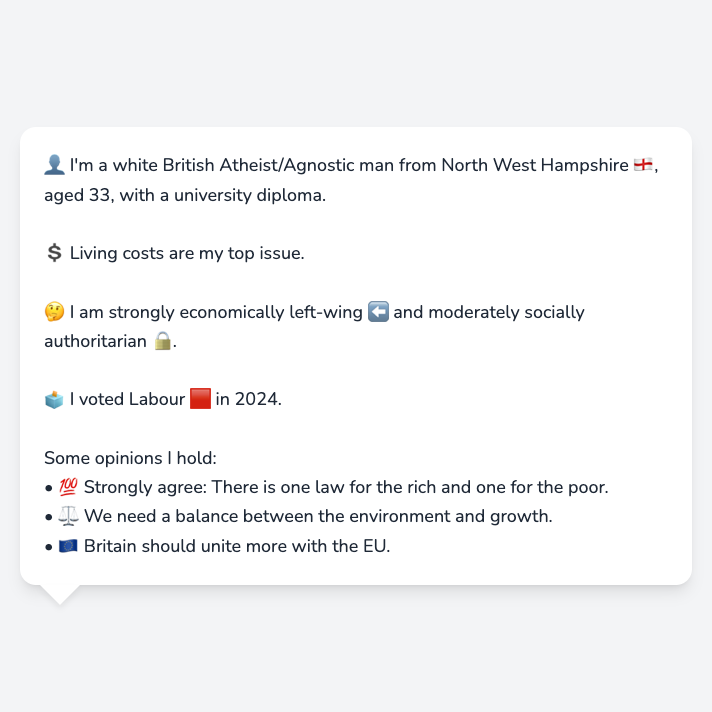 👤 I'm a white British Atheist/Agnostic man from North West Hampshire 🏴󠁧󠁢󠁥󠁮󠁧󠁿,
aged 33, with a university diploma.
💲 Living costs are my top issue.
🤔 I am strongly economically left-wing ⬅️ and moderately socially
authoritarian 🔒.
🗳️ I voted Labour 🟥 in 2024.
Some opinions I hold:
• 💯 Strongly agree: There is one law for the rich and one for the poor.
• ⚖️ We need a balance between the environment and growth.
• 🇪🇺 Britain should unite more with the EU.